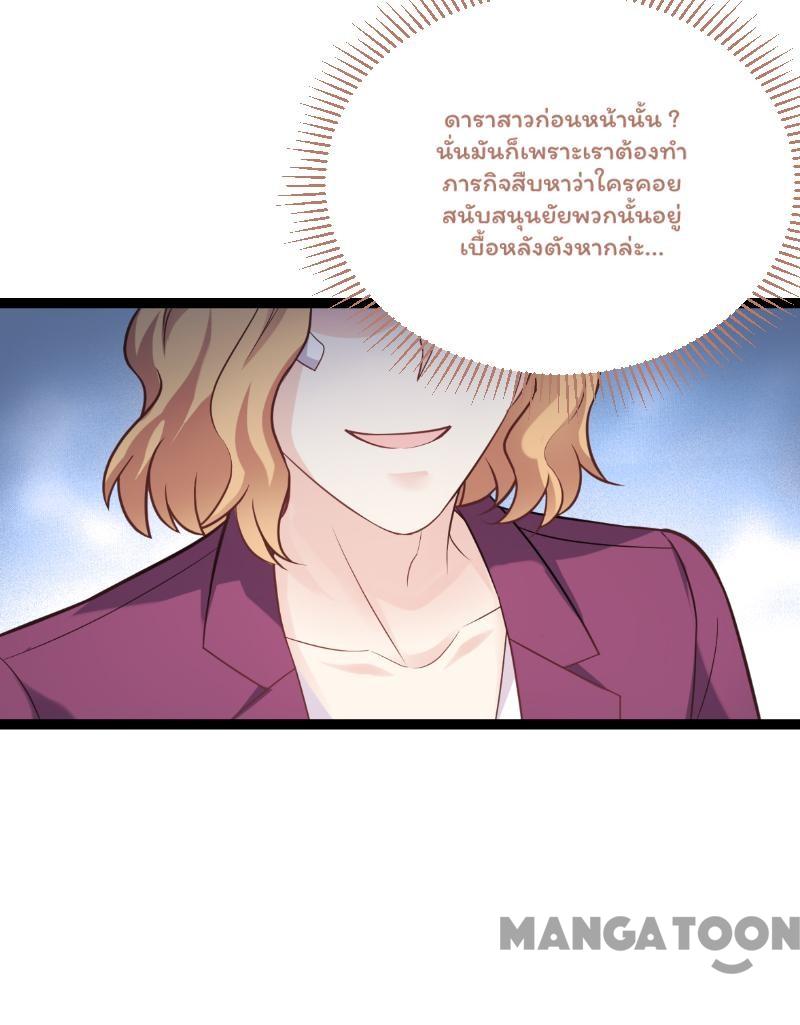 ดาราสาวก่อนหน้านั้น ?
นั่นมันก็เพราะเราต้องทำ
ภารกิจสืบหาว่าใครคอย
สนับสนุนยัยพวกนั้นอยู่
เบื้อหลังตังหากล่ะ...
MANGATOON